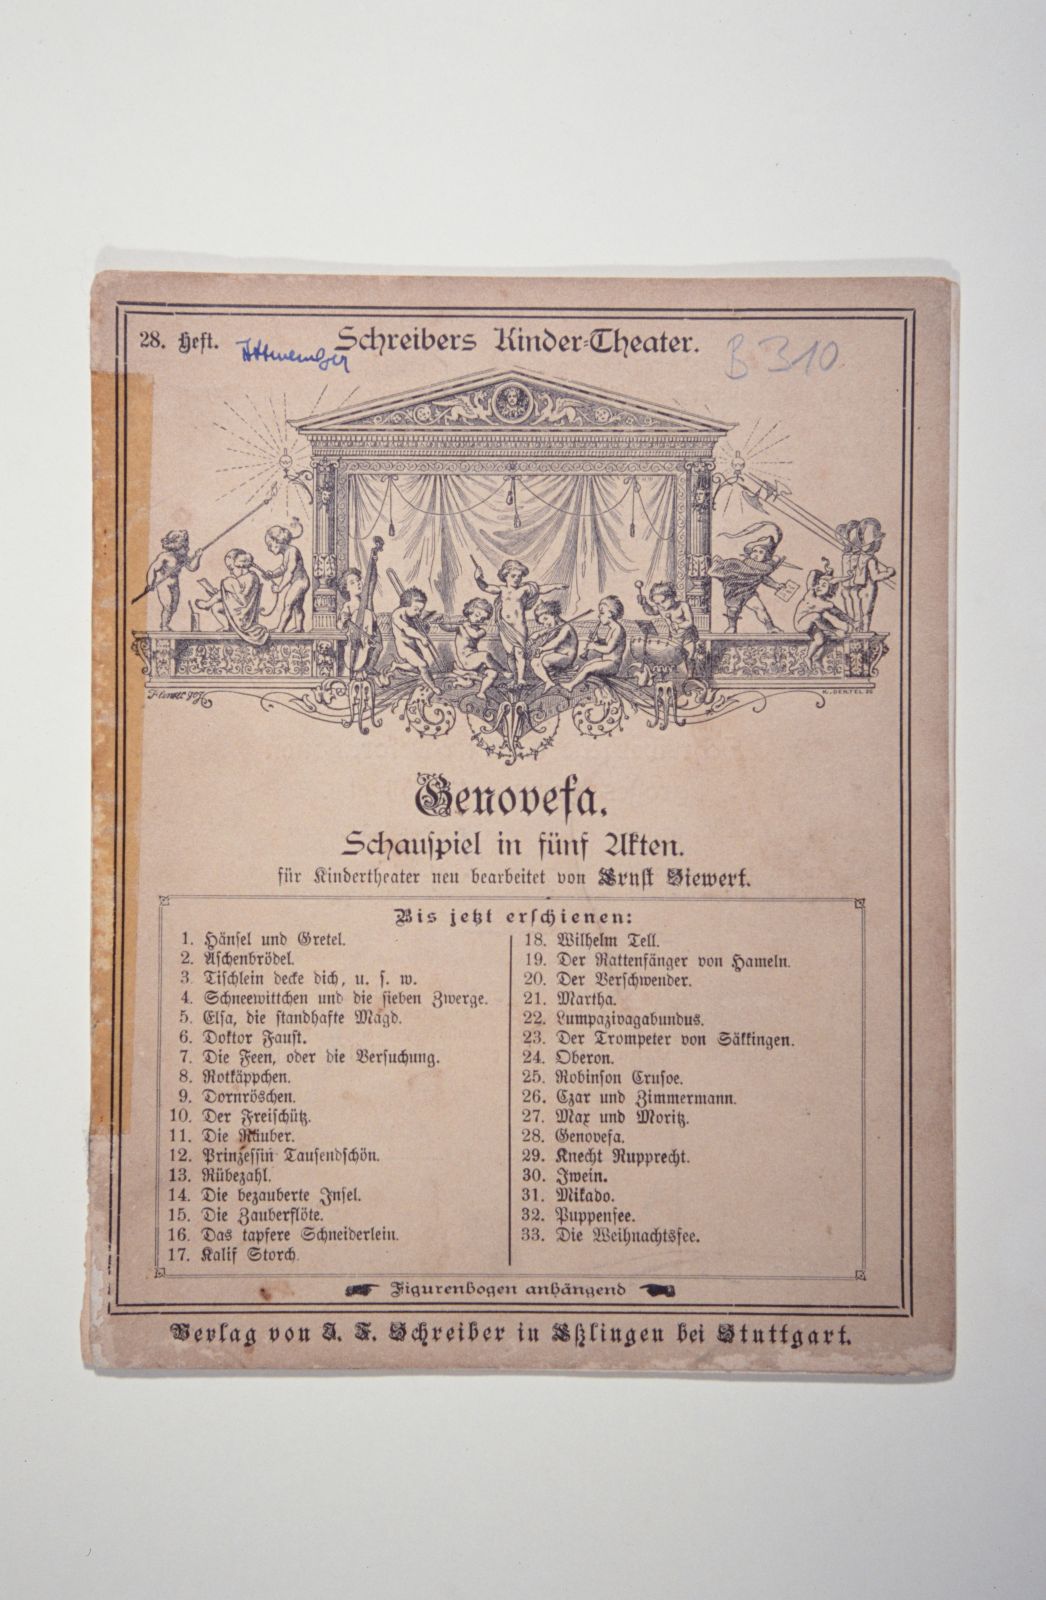 28. Heft.
Schreibers Kinder-Theater.
B 310
K. OERTEL
Genovefa.
Schauspiel in fünf Akten.
für Kindertheater neu bearbeitet von Ernst Siewert.
Bis jetzt erschienen:
1. Hänsel und Gretel.
2. Aschenbrödel.
3. Tischlein decke dich, u. s. w.
4. Schneewittchen und die sieben Zwerge.
5. Elsa, die standhafte Magd.
6. Doktor Faust.
7. Die Feen, oder die Versuchung.
8. Rotkäppchen.
9. Dornröschen.
10. Der Freischütz.
11. Die Räuber.
12. Prinzessin Tausendschön.
13. Rübezahl.
14. Die bezauberte Insel.
15. Die Zauberflöte.
16. Das tapfere Schneiderlein.
17. Kalif Storch.
18. Wilhelm Tell.
19. Der Rattenfänger von Hameln.
20. Der Verschwender.
21. Martha.
22. Lumpazivagabundus.
23. Der Trompeter von Säkkingen.
24. Oberon.
25. Robinson Crusoe.
26. Czar und Zimmermann.
27. Max und Moritz.
28. Genovefa.
29. Knecht Rupprecht.
30. Iwein.
31. Mikado.
32. Puppenfee.
33. Die Weihnachtsfee.
Figurenbogen anhängend
Verlag von J. F. Schreiber in Eßlingen bei Stuttgart.